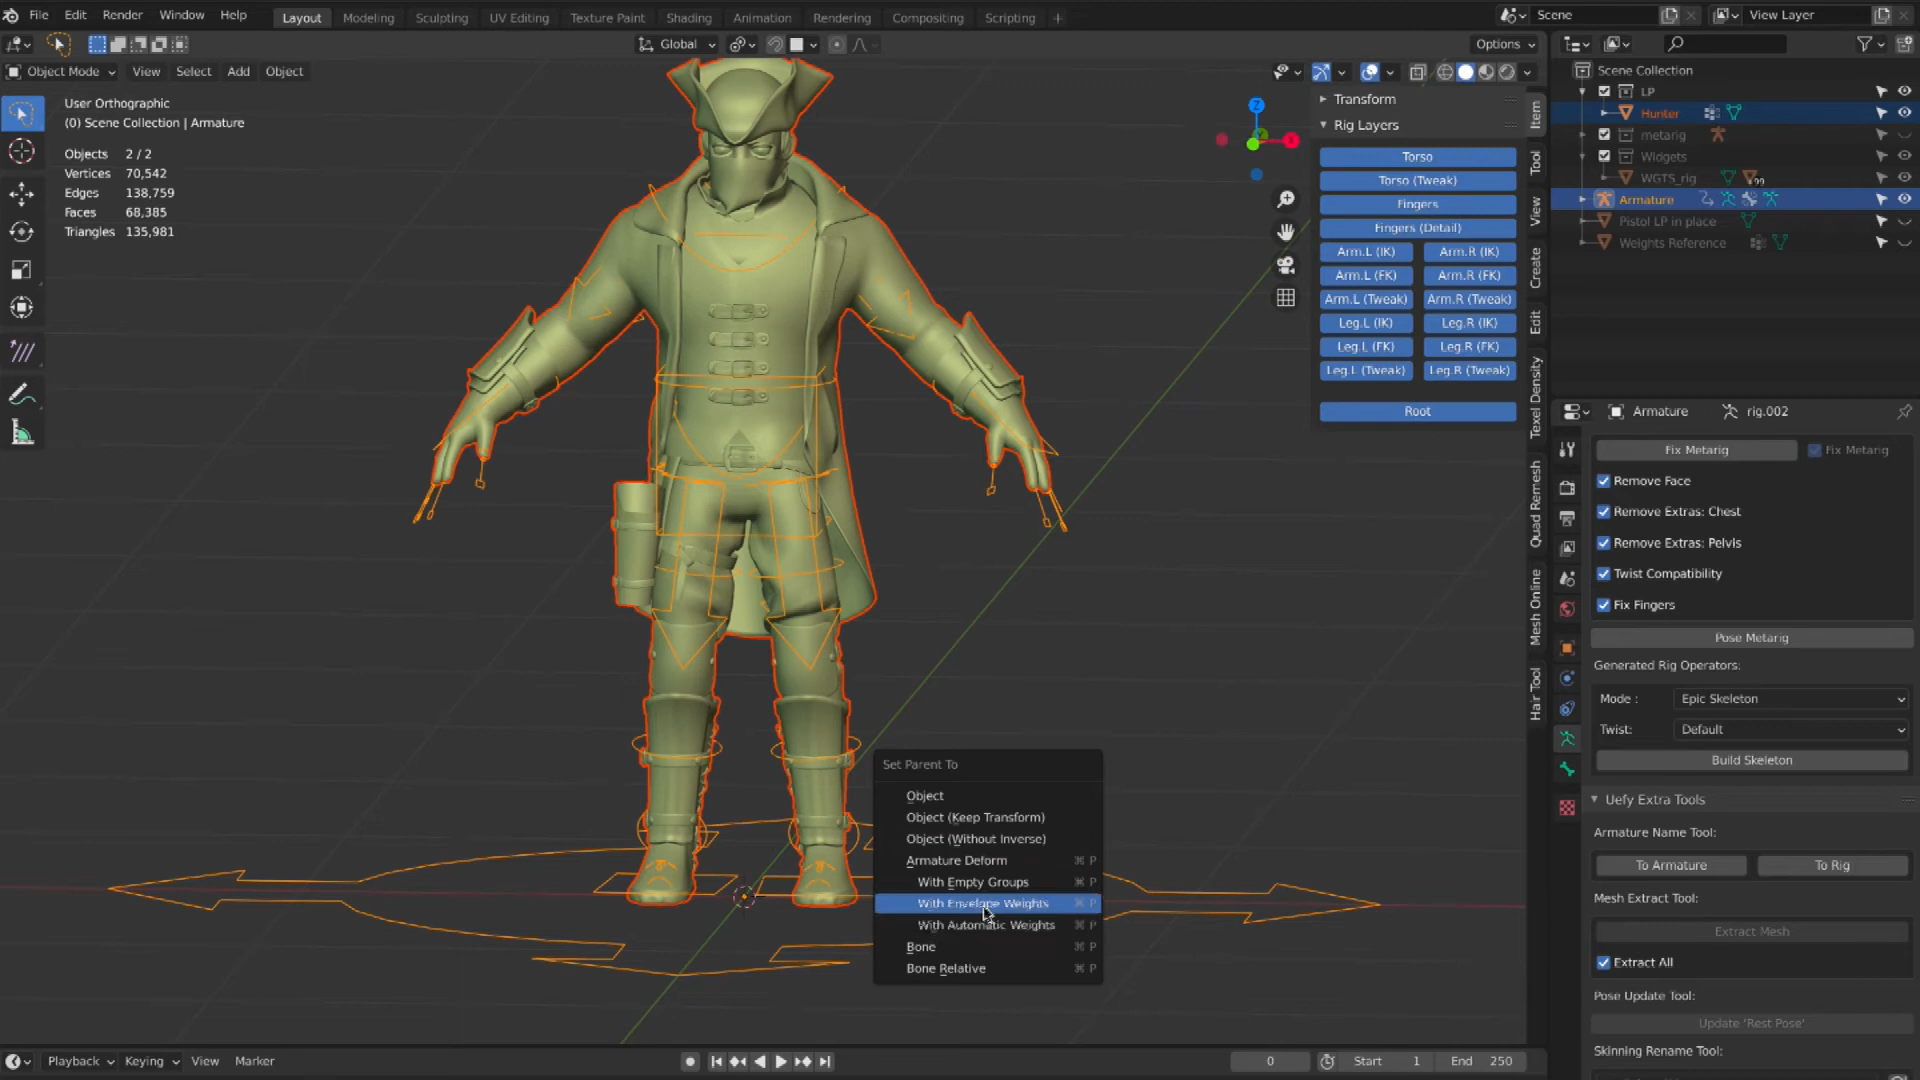 File Edit Render Window Help Layout Modeling Sculpting UV Editing Texture Paint Shading Animation Rendering Compositing Scripting + Scene View Layer
Global Options
Object Mode View Select Add Object
User Orthographic
(0) Scene Collection | Armature
Objects 2 / 2
Vertices 70,542
Edges 138,759
Faces 68,385
Triangles 135,981
Z
X
Transform
Rig Layers
Torso
Torso (Tweak)
Fingers
Fingers (Detail)
Arm.L (IK) Arm.R (IK)
Arm.L (FK) Arm.R (FK)
Arm.L (Tweak) Arm.R (Tweak)
Leg.L (IK) Leg.R (IK)
Leg.L (FK) Leg.R (FK)
Leg.L (Tweak) Leg.R (Tweak)
Root
Item
Tool
View
Create
Edit
Texel Density
Quad Remesh
Mesh Online
Hair Tool
Scene Collection
LP
Hunter
metarig
Widgets
WGTS_rig 99
Armature
Pistol LP in place
Weights Reference
Armature rig.002
Fix Metarig Fix Metarig
Remove Face
Remove Extras: Chest
Remove Extras: Pelvis
Twist Compatibility
Fix Fingers
Pose Metarig
Generated Rig Operators:
Mode : Epic Skeleton
Twist: Default
Build Skeleton
Uefy Extra Tools
Armature Name Tool:
To Armature To Rig
Mesh Extract Tool:
Extract Mesh
Extract All
Pose Update Tool:
Update 'Rest Pose'
Skinning Rename Tool:
Set Parent To
Object
Object (Keep Transform)
Object (Without Inverse)
Armature Deform ⌘ P
With Empty Groups ⌘ P
With Envelope Weights ⌘ P
With Automatic Weights ⌘ P
Bone ⌘ P
Bone Relative ⌘ P
Playback Keying View Marker 0 Start 1 End 250